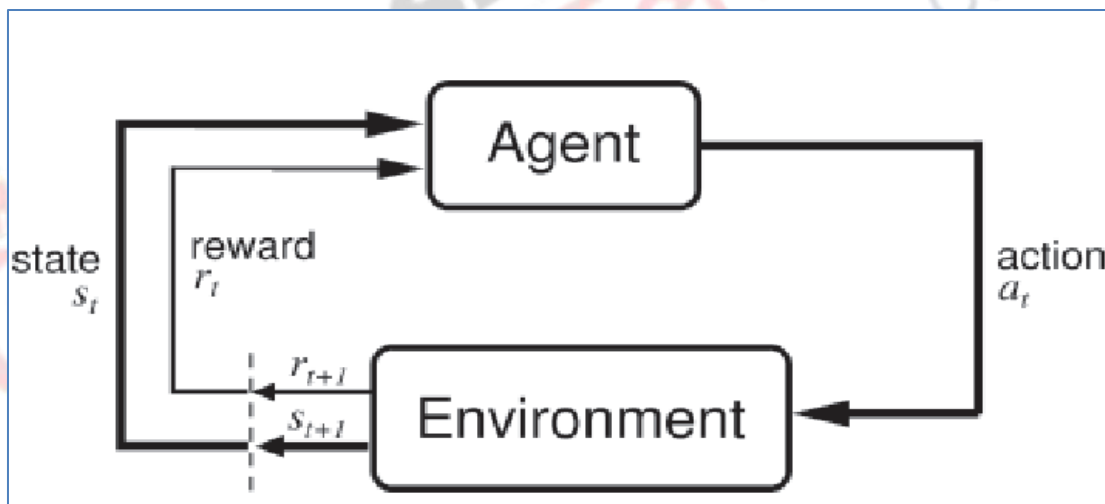 Agent
state
s_t
reward
r_t
action
a_t
r_{t+1}
s_{t+1}
Environment